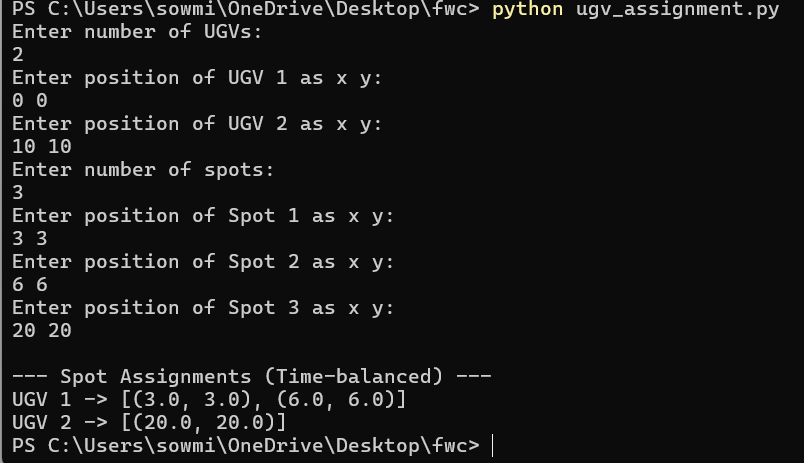 PS C:\Users\sowmi\OneDrive\Desktop\fwc> python ugv_assignment.py
Enter number of UGVs:
2
Enter position of UGV 1 as x y:
0 0
Enter position of UGV 2 as x y:
10 10
Enter number of spots:
3
Enter position of Spot 1 as x y:
3 3
Enter position of Spot 2 as x y:
6 6
Enter position of Spot 3 as x y:
20 20
--- Spot Assignments (Time-balanced) ---
UGV 1 -> [(3.0, 3.0), (6.0, 6.0)]
UGV 2 -> [(20.0, 20.0)]
PS C:\Users\sowmi\OneDrive\Desktop\fwc>